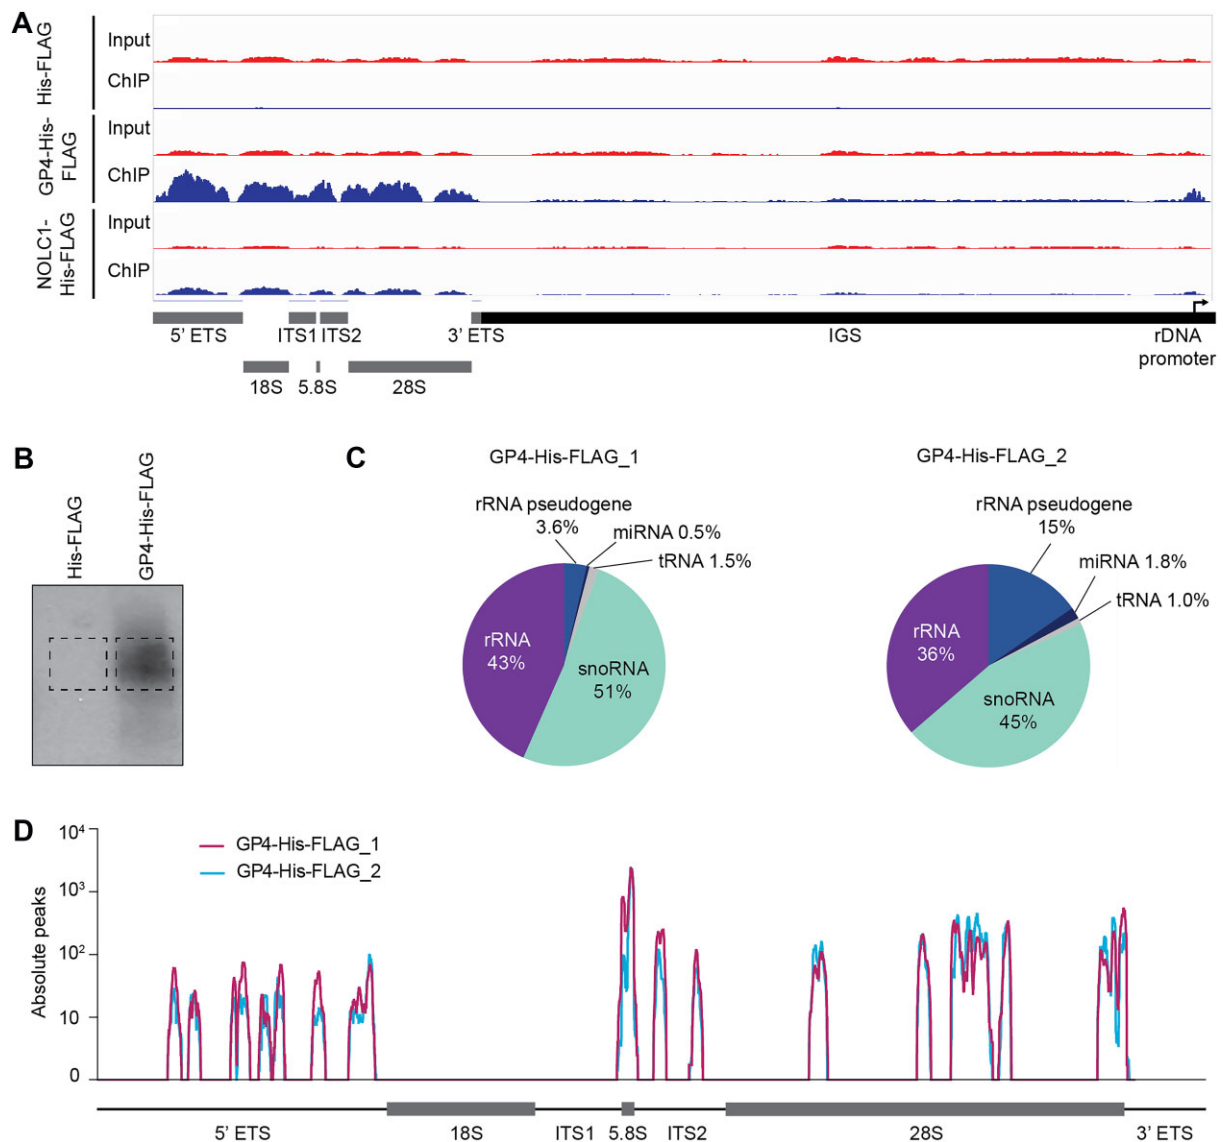 A
His-FLAG
Input
ChIP
GP4-His-
FLAG
Input
ChIP
NOLC1-
His-FLAG
Input
ChIP
5’ ETS
ITS1
ITS2
3’ ETS
IGS
rDNA
promoter
18S
5.8S
28S
B
His-FLAG
GP4-His-FLAG
C
GP4-His-FLAG_1
rRNA pseudogene
3.6%
miRNA 0.5%
tRNA 1.5%
rRNA
43%
snoRNA
51%
GP4-His-FLAG_2
rRNA pseudogene
15%
miRNA 1.8%
tRNA 1.0%
rRNA
36%
snoRNA
45%
D
Absolute peaks
10⁴
10³
10²
10
0
GP4-His-FLAG_1
GP4-His-FLAG_2
5’ ETS
18S
ITS1
5.8S
ITS2
28S
3’ ETS